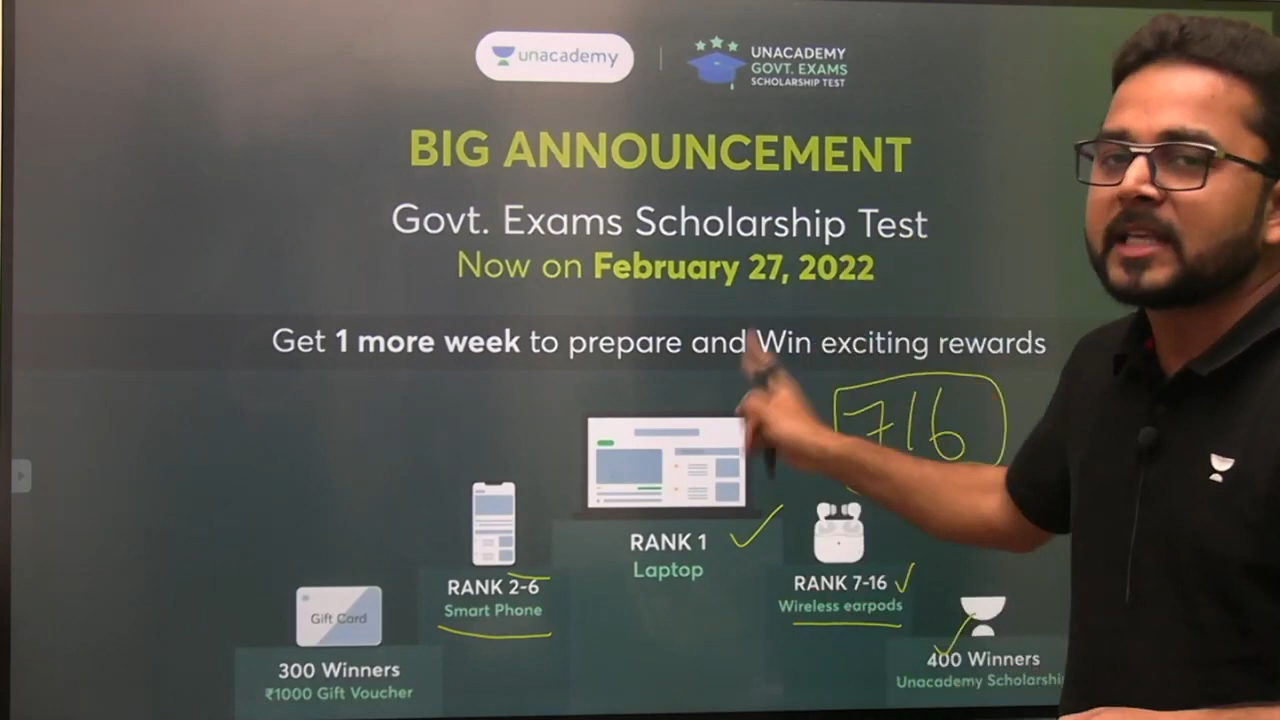 unacademy
UNACADEMY
GOVT. EXAMS
SCHOLARSHIP TEST
BIG ANNOUNCEMENT
Govt. Exams Scholarship Test
Now on February 27, 2022
Get 1 more week to prepare and Win exciting rewards
716
RANK 1
Laptop
RANK 2-6
Smart Phone
RANK 7-16
Wireless earpods
Gift Card
300 Winners
₹1000 Gift Voucher
400 Winners
Unacademy Scholarship